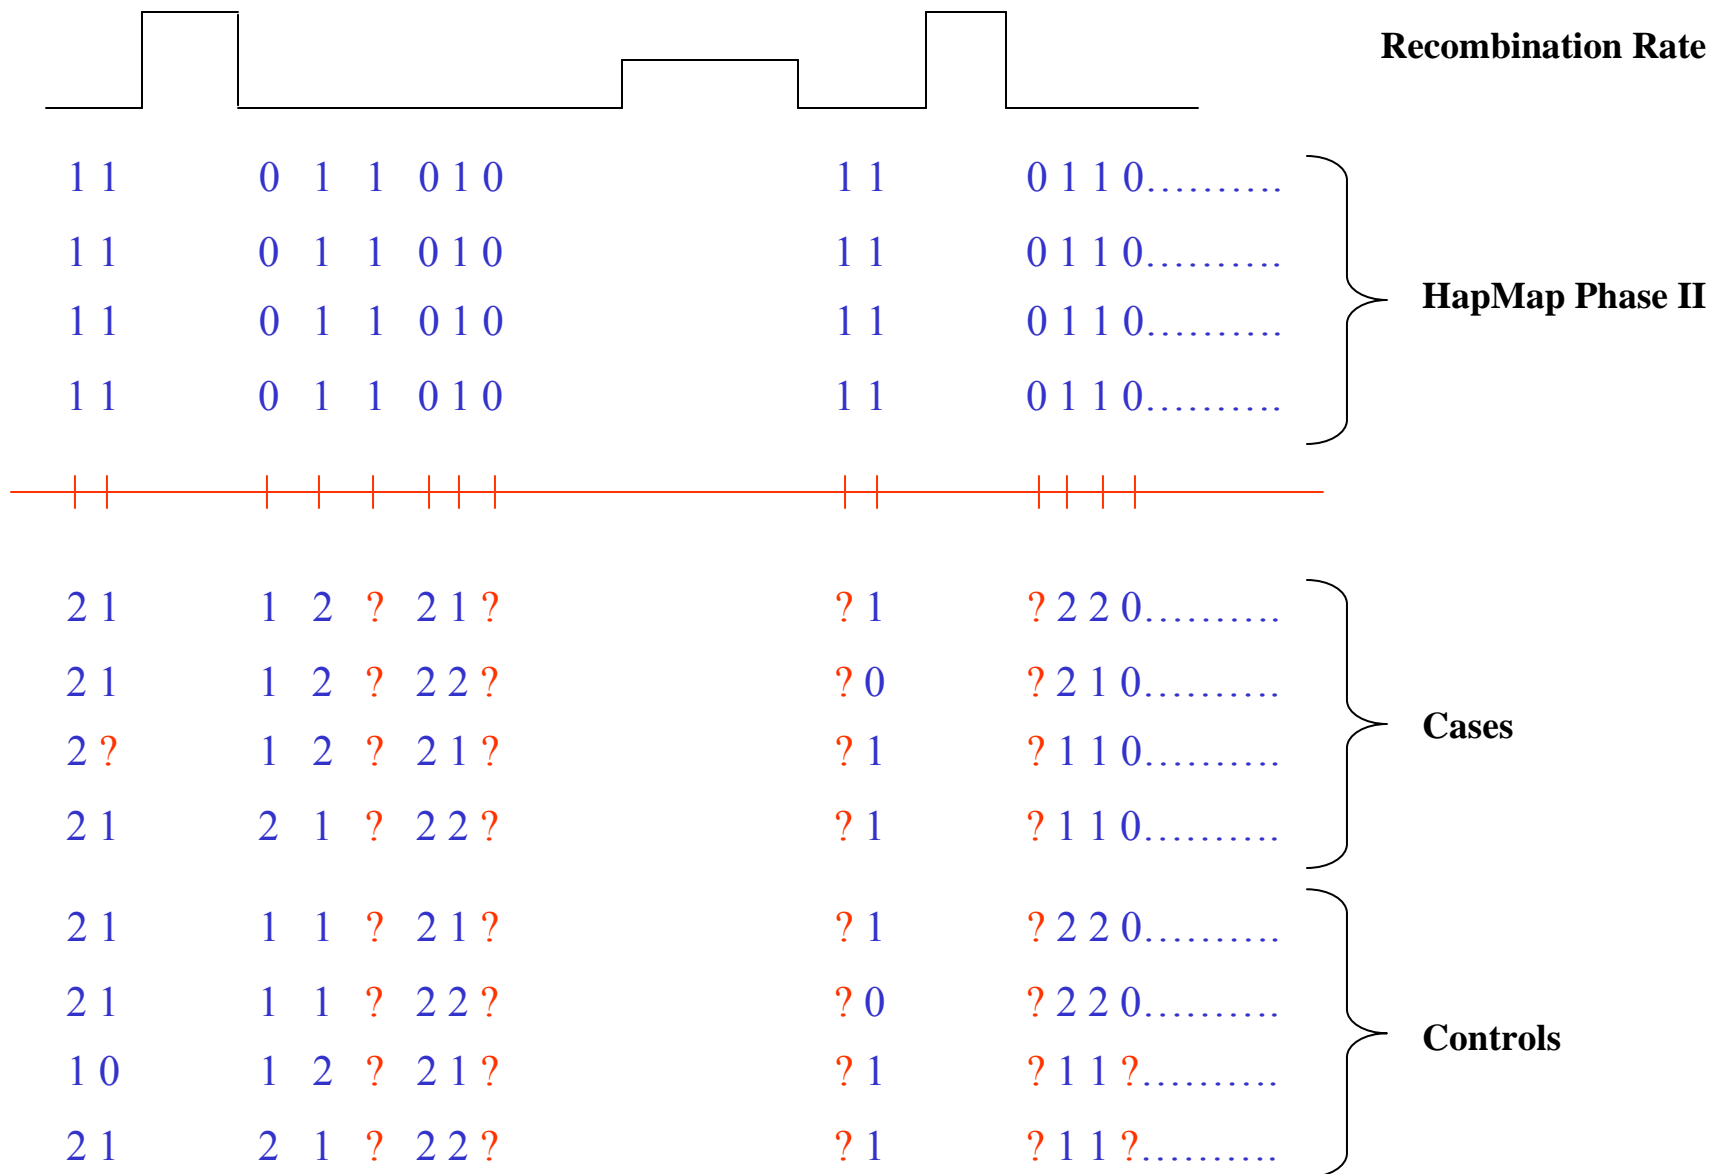 Recombination Rate
1 1 0 1 1 0 1 0 1 1 0 1 1 0..........
1 1 0 1 1 0 1 0 1 1 0 1 1 0..........
HapMap Phase II
1 1 0 1 1 0 1 0 1 1 0 1 1 0..........
1 1 0 1 1 0 1 0 1 1 0 1 1 0..........
2 1 1 2 ? 2 1 ? ? 1 ? 2 2 0..........
2 1 1 2 ? 2 2 ? ? 0 ? 2 1 0..........
Cases
2 ? 1 2 ? 2 1 ? ? 1 ? 1 1 0..........
2 1 2 1 ? 2 2 ? ? 1 ? 1 1 0..........
2 1 1 1 ? 2 1 ? ? 1 ? 2 2 0..........
2 1 1 1 ? 2 2 ? ? 0 ? 2 2 0..........
Controls
1 0 1 2 ? 2 1 ? ? 1 ? 1 1 ?..........
2 1 2 1 ? 2 2 ? ? 1 ? 1 1 ?..........